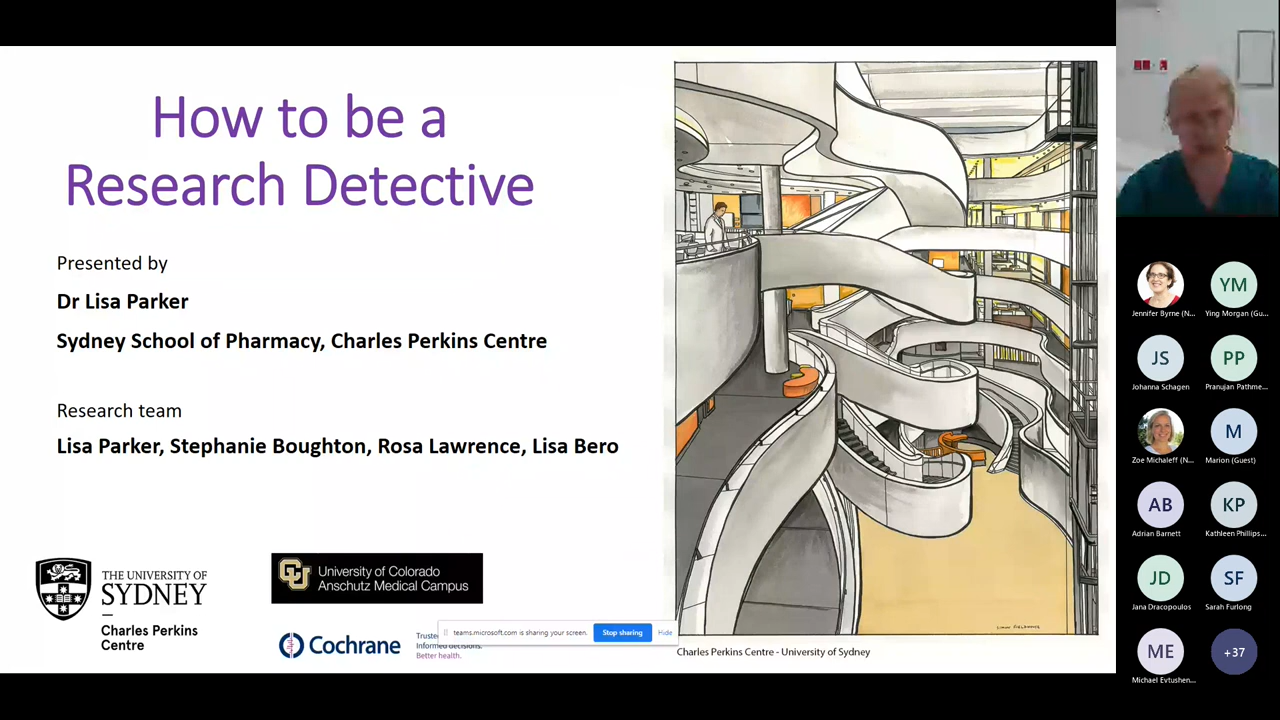 How to be a
Research Detective
Presented by
Dr Lisa Parker
Sydney School of Pharmacy, Charles Perkins Centre
Research team
Lisa Parker, Stephanie Boughton, Rosa Lawrence, Lisa Bero
THE UNIVERSITY OF
SYDNEY
Charles Perkins
Centre
CU
University of Colorado
Anschutz Medical Campus
Cochrane
Informed decisions.
Better health.
teams.microsoft.com is sharing your screen.
Stop sharing
Hide
Charles Perkins Centre - University of Sydney
Jennifer Byrne (N...
YM
Ying Morgan (Gu...
JS
Johanna Schagen
PP
Pranujan Pathme...
Zoe Michaleff (N...
M
Marion (Guest)
AB
Adrian Barnett
KP
Kathleen Phillips...
JD
Jana Dracopoulos
SF
Sarah Furlong
ME
Michael Evtushen...
+37